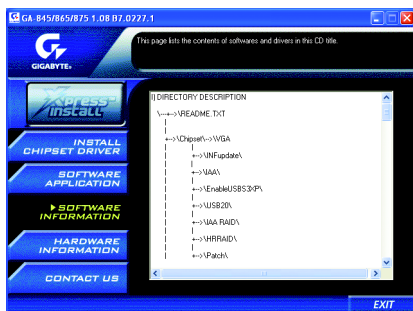 GA-845/865/875 1.08 B7.0227.1
This page lists the contents of softwares and drivers in this CD title.
GIGABYTE
Xpress-
install
INSTALL
CHIPSET DRIVER
SOFTWARE
APPLICATION
SOFTWARE
INFORMATION
HARDWARE
INFORMATION
CONTACT US
I) DIRECTORY DESCRIPTION
\---+-->\README.TXT
|
+-->\Chipset\-->\VGA
| +-->\INFupdate\
| |
| +-->\IAA\
| |
| +-->\EnableUSBS3XP\
| |
| +-->\USB20\
| |
| +-->\IAA RAID\
| |
| +-->\HRRAID\
| |
| +-->\Patch\
EXIT